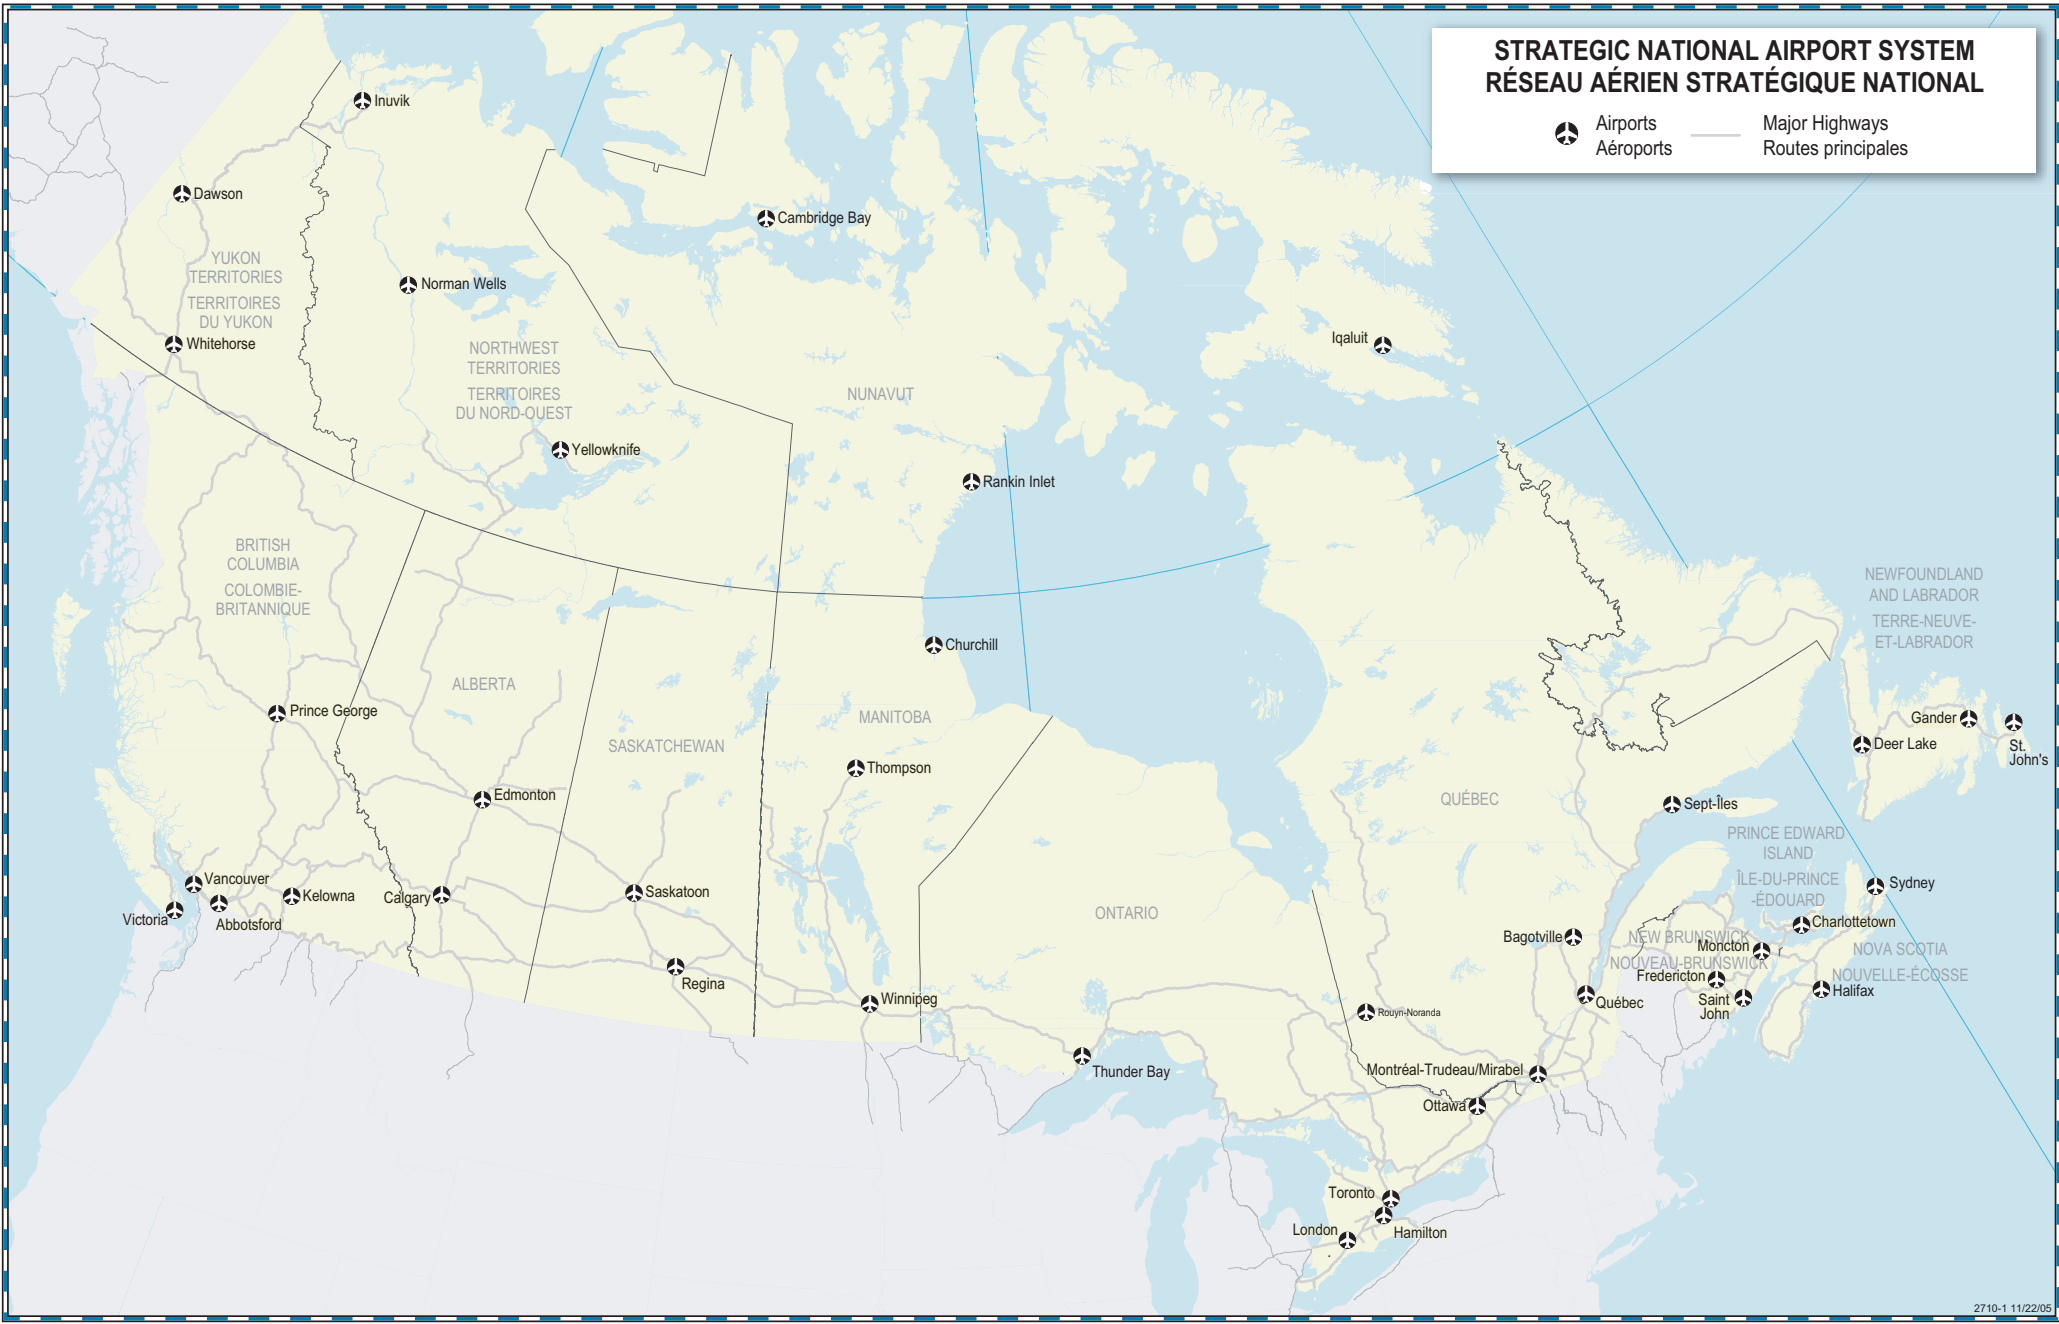 STRATEGIC NATIONAL AIRPORT SYSTEM
RÉSEAU AÉRIEN STRATÉGIQUE NATIONAL
Airports
Aéroports
Major Highways
Routes principales
Inuvik
Dawson
Cambridge Bay
YUKON
TERRITORIES
TERRITOIRES
DU YUKON
Norman Wells
Whitehorse
Iqaluit
NORTHWEST
TERRITORIES
TERRITOIRES
DU NORD-OUEST
NUNAVUT
Yellowknife
Rankin Inlet
BRITISH
COLUMBIA
COLOMBIE-
BRITANNIQUE
NEWFOUNDLAND
AND LABRADOR
TERRE-NEUVE-
ET-LABRADOR
Churchill
ALBERTA
Prince George
MANITOBA
SASKATCHEWAN
Gander
Deer Lake
St.
John's
Thompson
Edmonton
QUÉBEC
Sept-Îles
PRINCE EDWARD
ISLAND
ÎLE-DU-PRINCE
-ÉDOUARD
Vancouver
Kelowna
Calgary
Saskatoon
Sydney
Victoria
Abbotsford
ONTARIO
Charlottetown
Bagotville
NEW BRUNSWICK
Moncton
r
NOVA SCOTIA
NOUVEAU-BRUNSWICK
NOUVELLE-ÉCOSSE
Fredericton
Regina
Halifax
Winnipeg
Québec
Saint
John
Rouyn-Noranda
Thunder Bay
Montréal-Trudeau/Mirabel
Ottawa
Toronto
London
Hamilton
2710-1 11/22/05